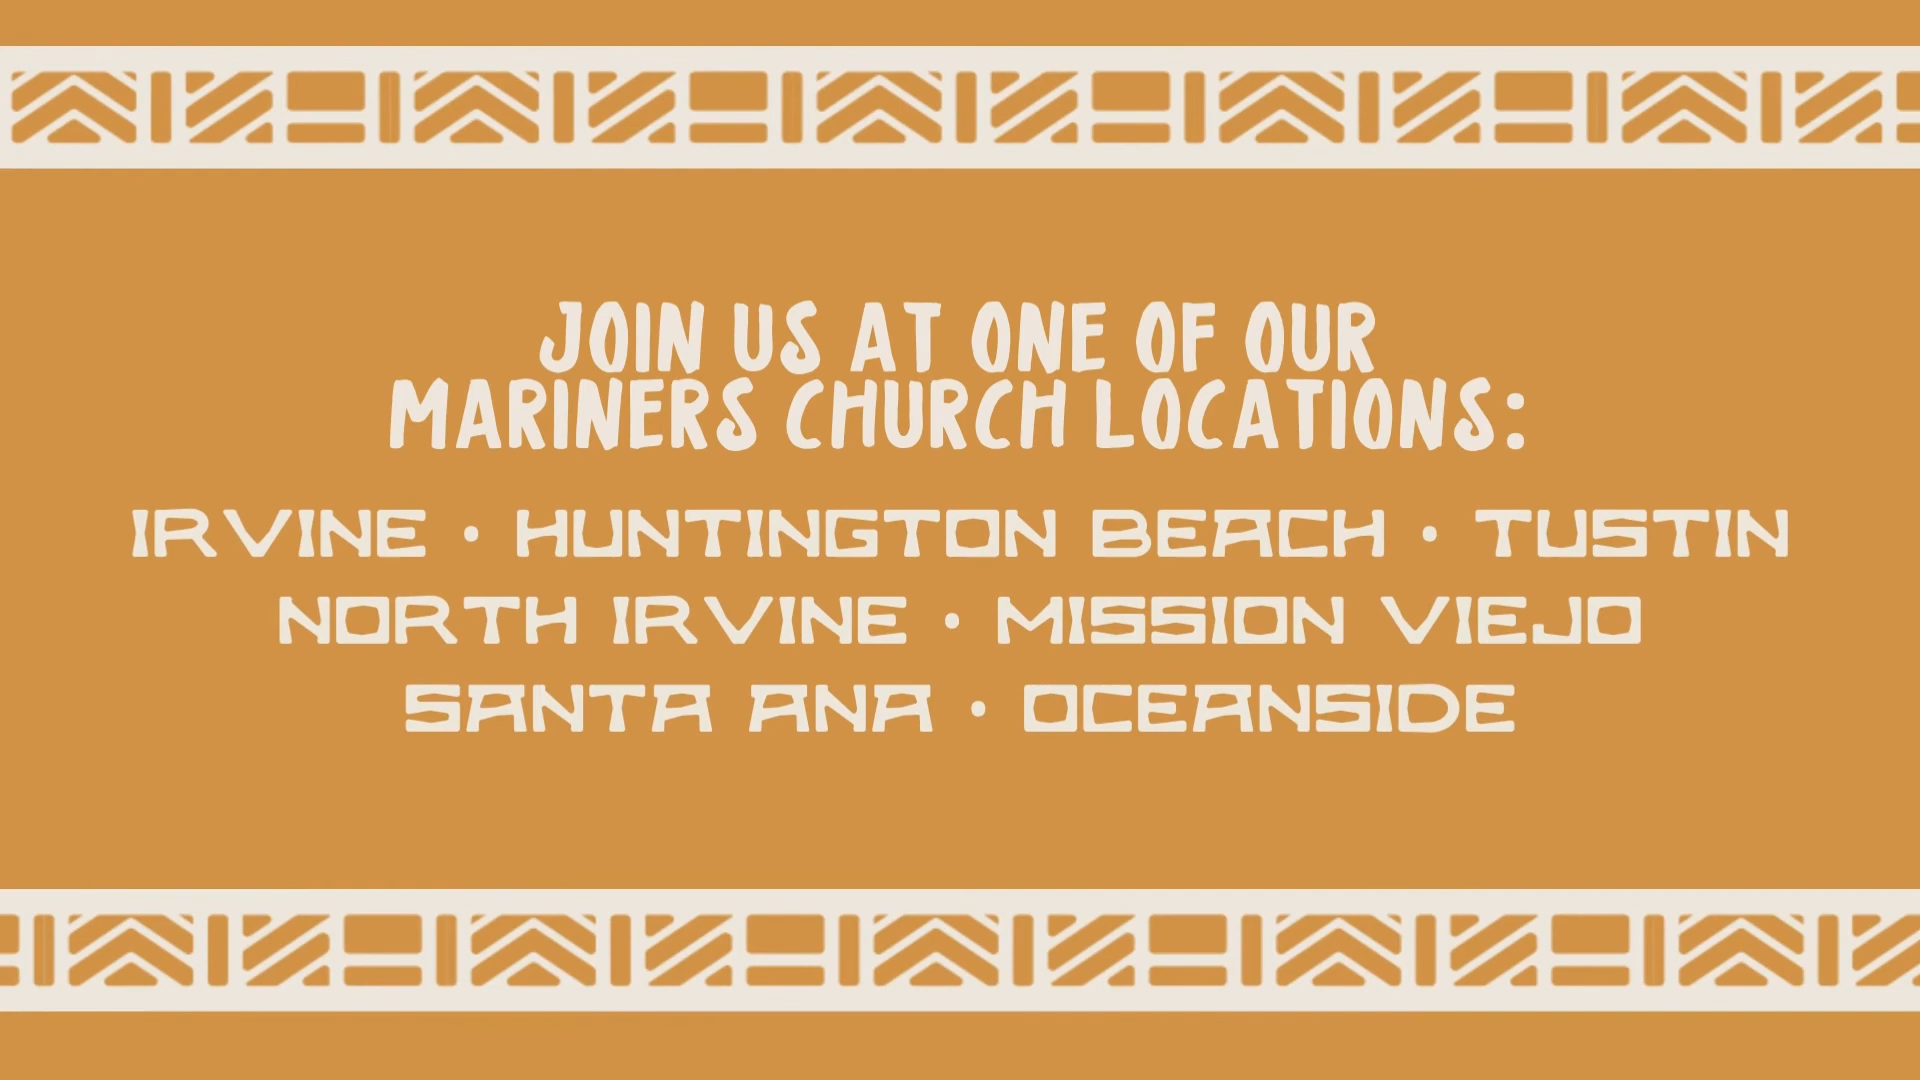 JOIN US AT ONE OF OUR
MARINERS CHURCH LOCATIONS:
IRVINE • HUNTINGTON BEACH • TUSTIN
NORTH IRVINE • MISSION VIEJO
SANTA ANA • OCEANSIDE